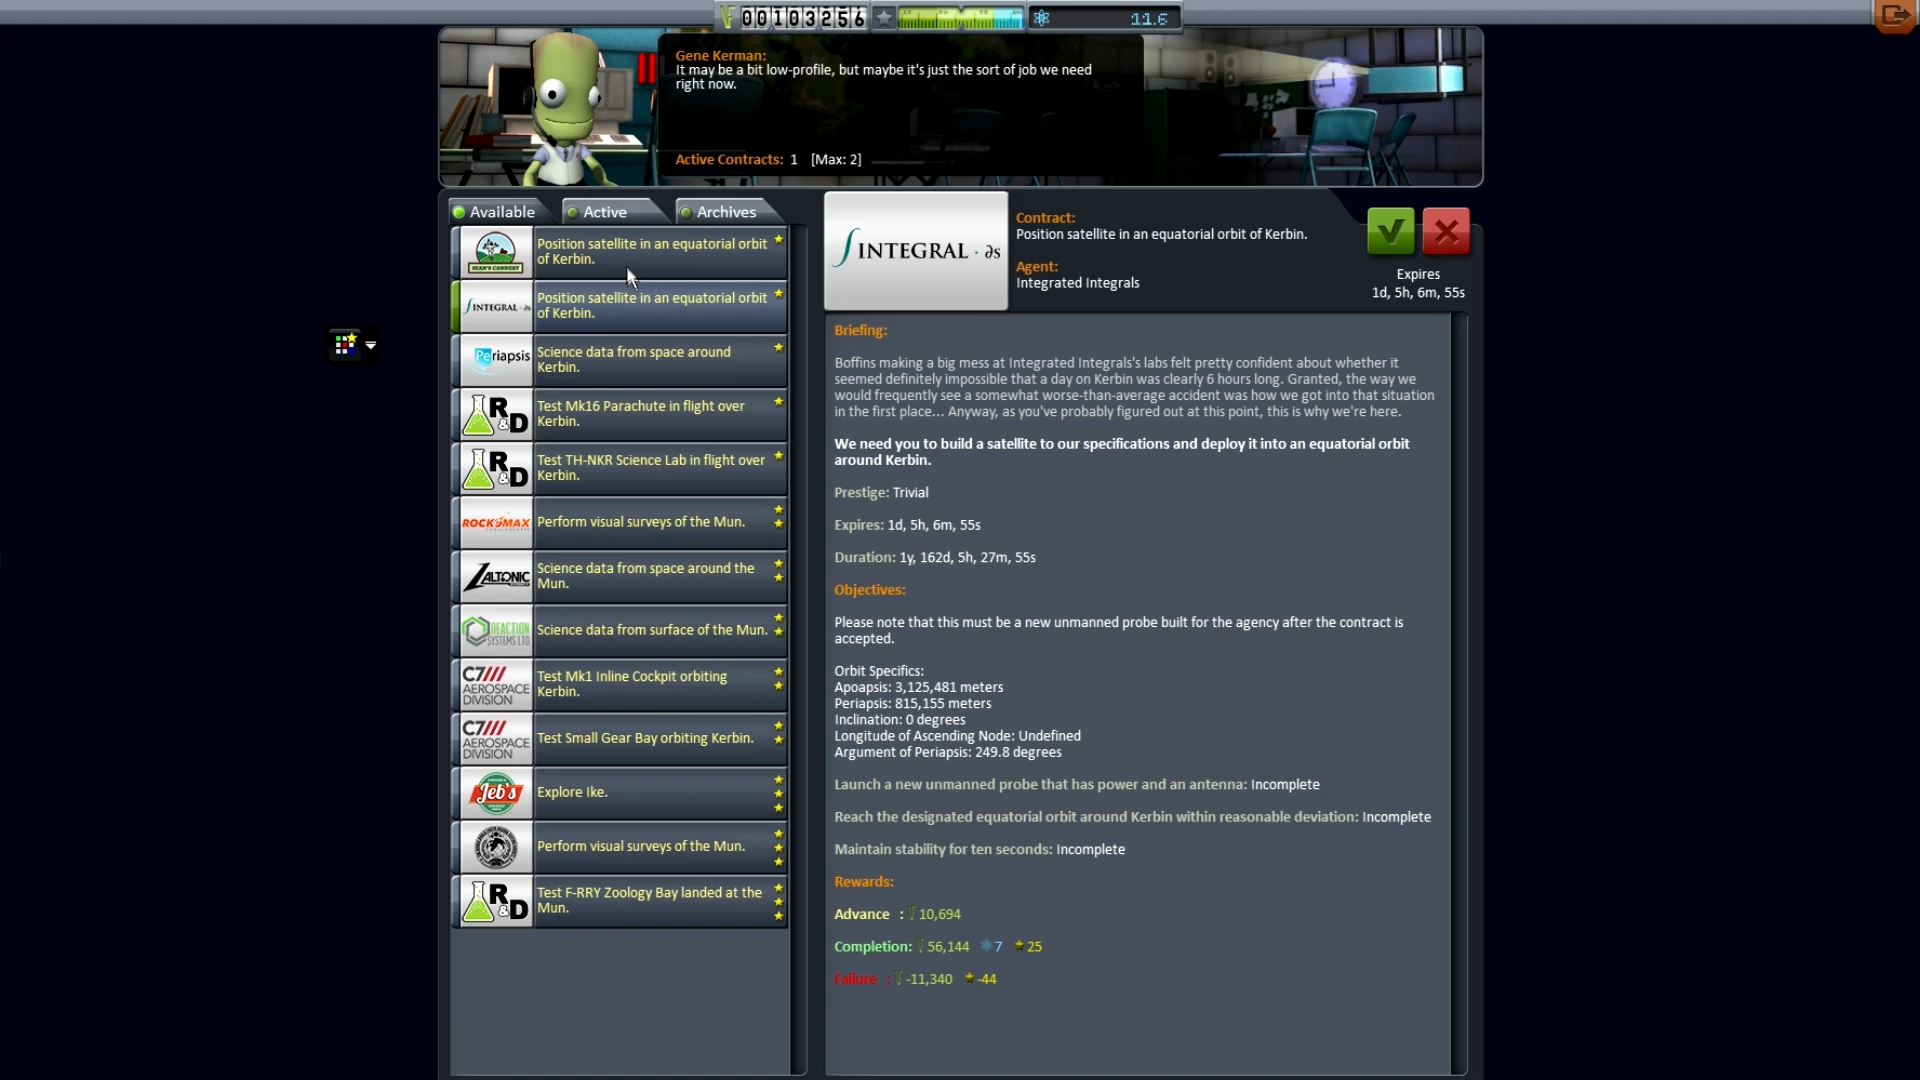 00103256
11.6
Gene Kerman:
It may be a bit low-profile, but maybe it's just the sort of job we need
right now.
Active Contracts: 1 [Max: 2]
Available
Active
Archives
Position satellite in an equatorial orbit
of Kerbin.
INTEGRAL · ∂s
Position satellite in an equatorial orbit
of Kerbin.
Periapsis
Science data from space around
Kerbin.
R&D
Test Mk16 Parachute in flight over
Kerbin.
R&D
Test TH-NKR Science Lab in flight over
Kerbin.
ROCKOMAX
Perform visual surveys of the Mun.
ZALTONIC
Science data from space around the
Mun.
REACTION
SYSTEMS LTD
Science data from surface of the Mun.
C7///
AEROSPACE
DIVISION
Test Mk1 Inline Cockpit orbiting
Kerbin.
C7///
AEROSPACE
DIVISION
Test Small Gear Bay orbiting Kerbin.
Jeb's
Explore Ike.
Perform visual surveys of the Mun.
R&D
Test F-RRY Zoology Bay landed at the
Mun.
∫INTEGRAL · ∂s
Contract:
Position satellite in an equatorial orbit of Kerbin.
Agent:
Integrated Integrals
Expires
1d, 5h, 6m, 55s
Briefing:
Boffins making a big mess at Integrated Integrals's labs felt pretty confident about whether it
seemed definitely impossible that a day on Kerbin was clearly 6 hours long. Granted, the way we
would frequently see a somewhat worse-than-average accident was how we got into that situation
in the first place... Anyway, as you've probably figured out at this point, this is why we're here.
We need you to build a satellite to our specifications and deploy it into an equatorial orbit
around Kerbin.
Prestige: Trivial
Expires: 1d, 5h, 6m, 55s
Duration: 1y, 162d, 5h, 27m, 55s
Objectives:
Please note that this must be a new unmanned probe built for the agency after the contract is
accepted.
Orbit Specifics:
Apoapsis: 3,125,481 meters
Periapsis: 815,155 meters
Inclination: 0 degrees
Longitude of Ascending Node: Undefined
Argument of Periapsis: 249.8 degrees
Launch a new unmanned probe that has power and an antenna: Incomplete
Reach the designated equatorial orbit around Kerbin within reasonable deviation: Incomplete
Maintain stability for ten seconds: Incomplete
Rewards:
Advance : 10,694
Completion: 56,144 7 25
Failure : -11,340 -44